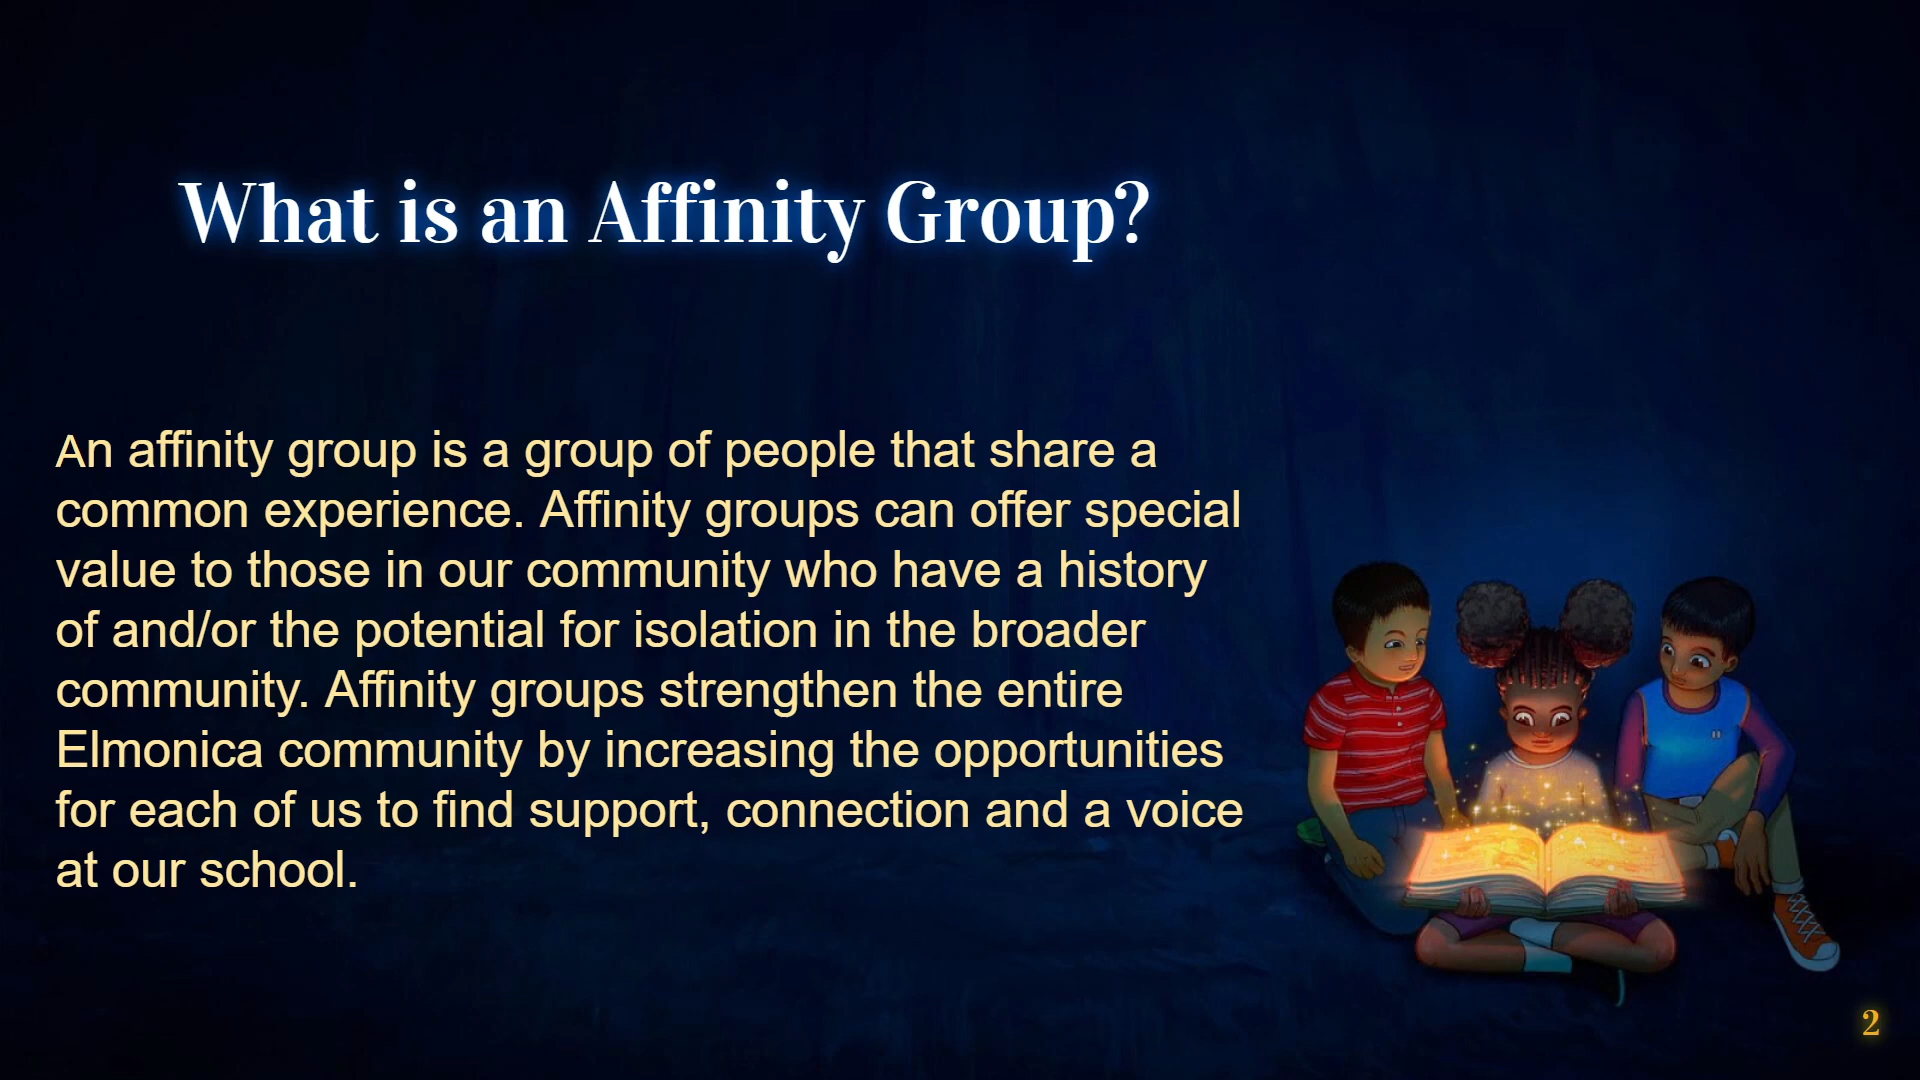 What is an Affinity Group?
An affinity group is a group of people that share a
common experience. Affinity groups can offer special
value to those in our community who have a history
of and/or the potential for isolation in the broader
community. Affinity groups strengthen the entire
Elmonica community by increasing the opportunities
for each of us to find support, connection and a voice
at our school.
2